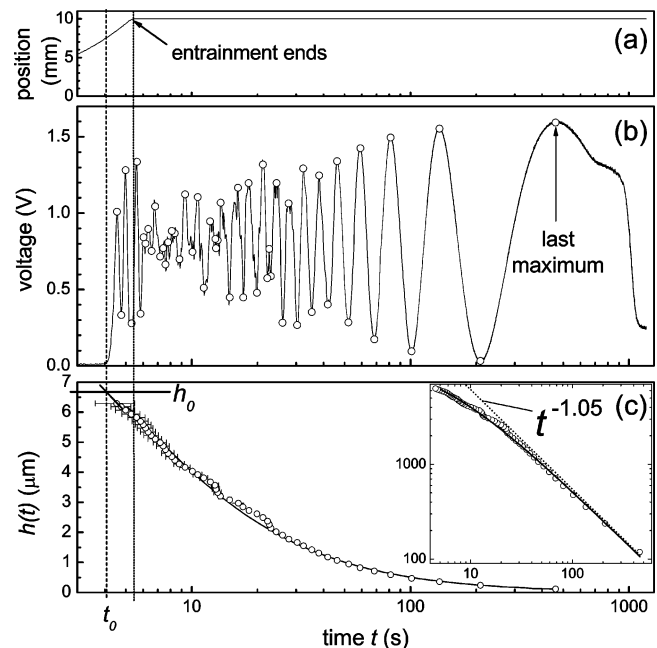 10
5
0
position
(mm)
entrainment ends
(a)
(b)
1.5
1.0
0.5
0.0
voltage (V)
last
maximum
7
6
5
4
3
2
1
0
h(t) (μm)
h0
(c)
t-1.05
1000
100
10
100
10
100
1000
t0
time t (s)